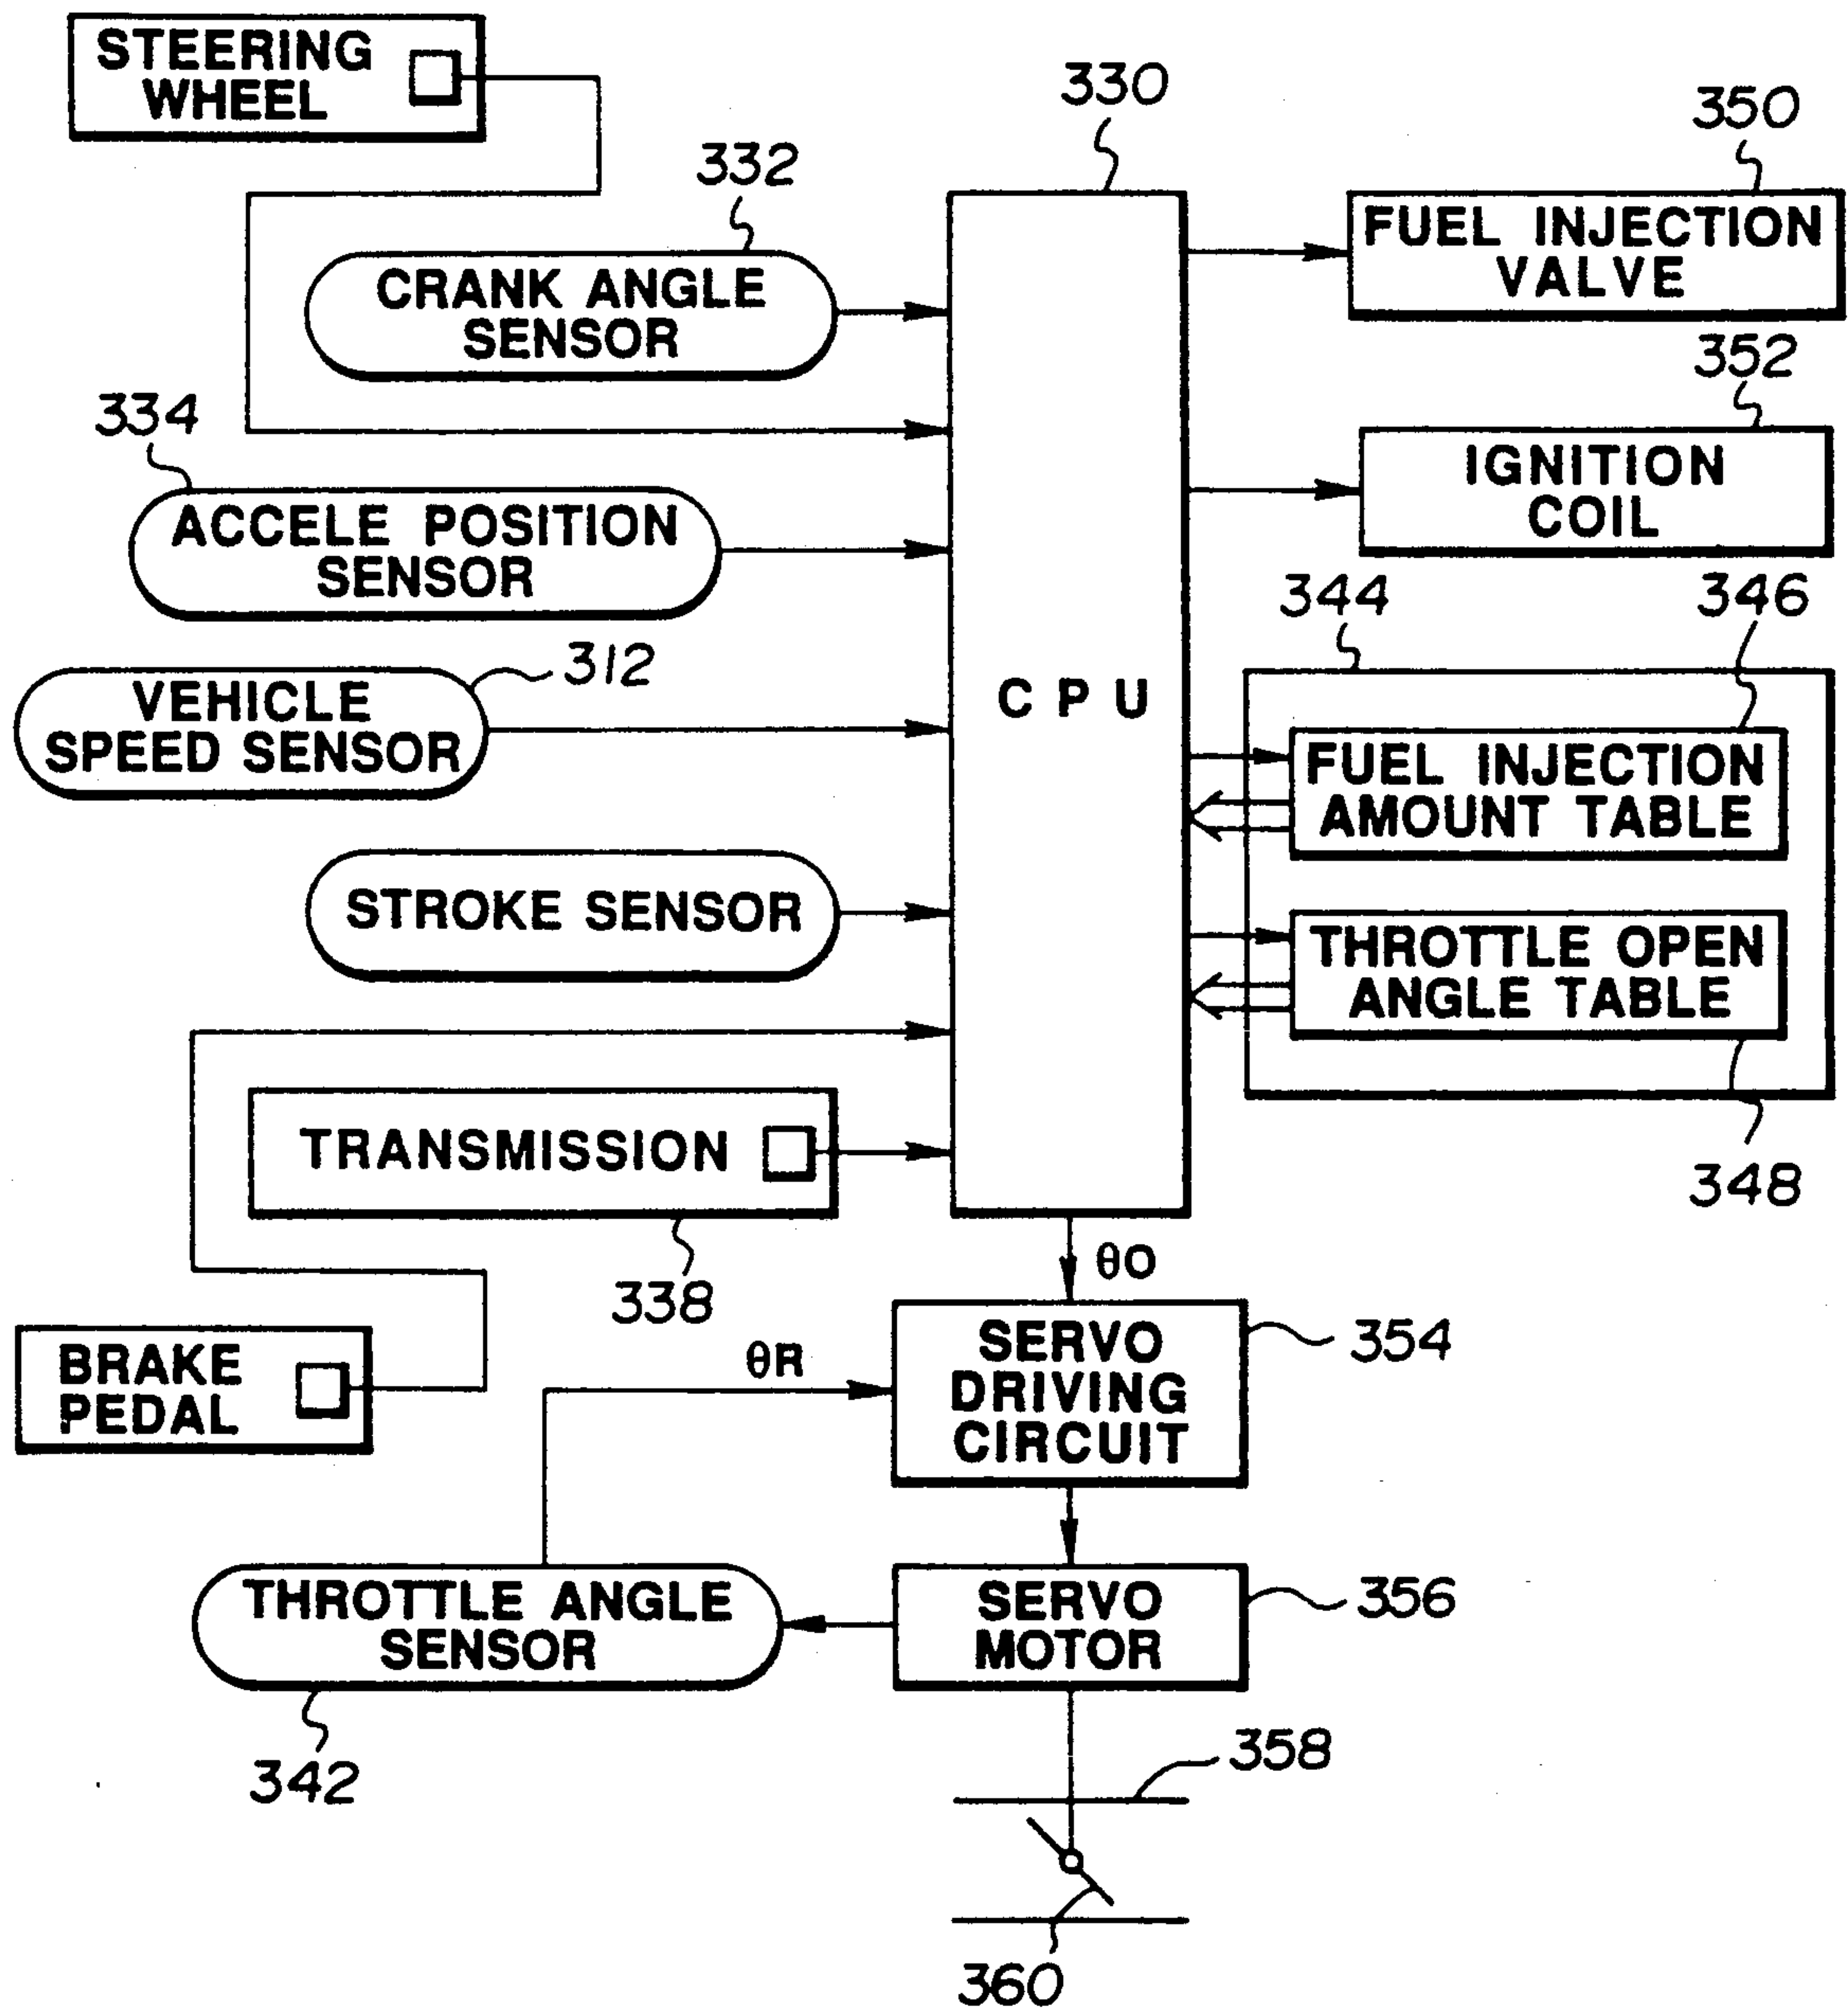 STEERING
WHEEL
330
350
332
FUEL INJECTION
VALVE
CRANK ANGLE
SENSOR
352
334
IGNITION
COIL
ACCELE POSITION
SENSOR
344
346
312
VEHICLE
SPEED SENSOR
CPU
FUEL INJECTION
AMOUNT TABLE
STROKE SENSOR
THROTTLE OPEN
ANGLE TABLE
TRANSMISSION
348
338
θO
BRAKE
PEDAL
θR
SERVO
DRIVING
CIRCUIT
354
THROTTLE ANGLE
SENSOR
SERVO
MOTOR
356
342
358
360